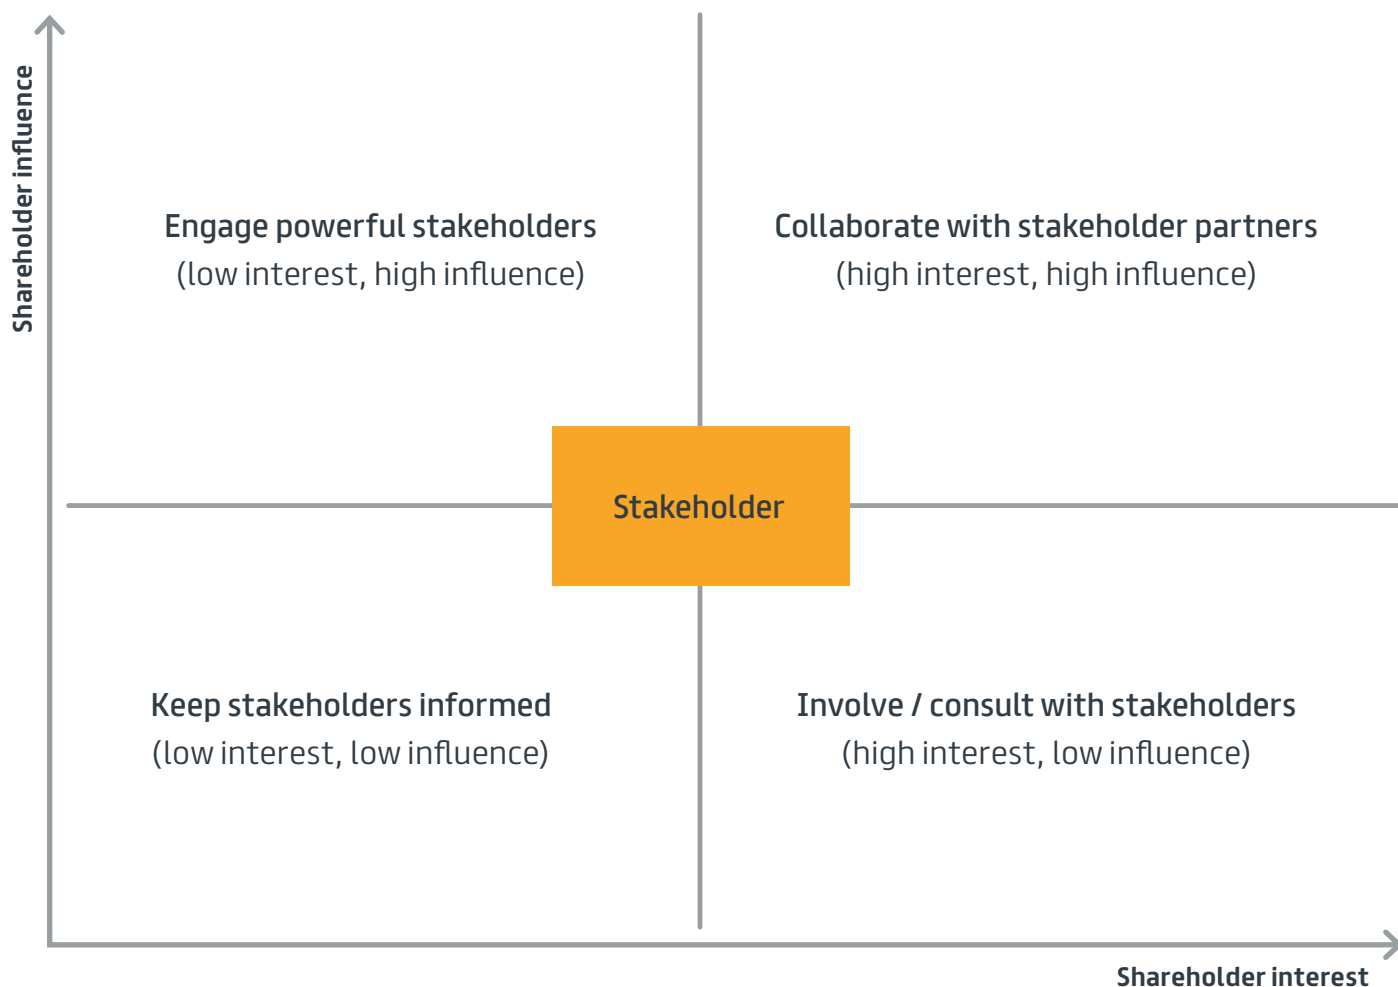 Shareholder influence
Engage powerful stakeholders
(low interest, high influence)
Collaborate with stakeholder partners
(high interest, high influence)
Stakeholder
Keep stakeholders informed
(low interest, low influence)
Involve / consult with stakeholders
(high interest, low influence)
Shareholder interest